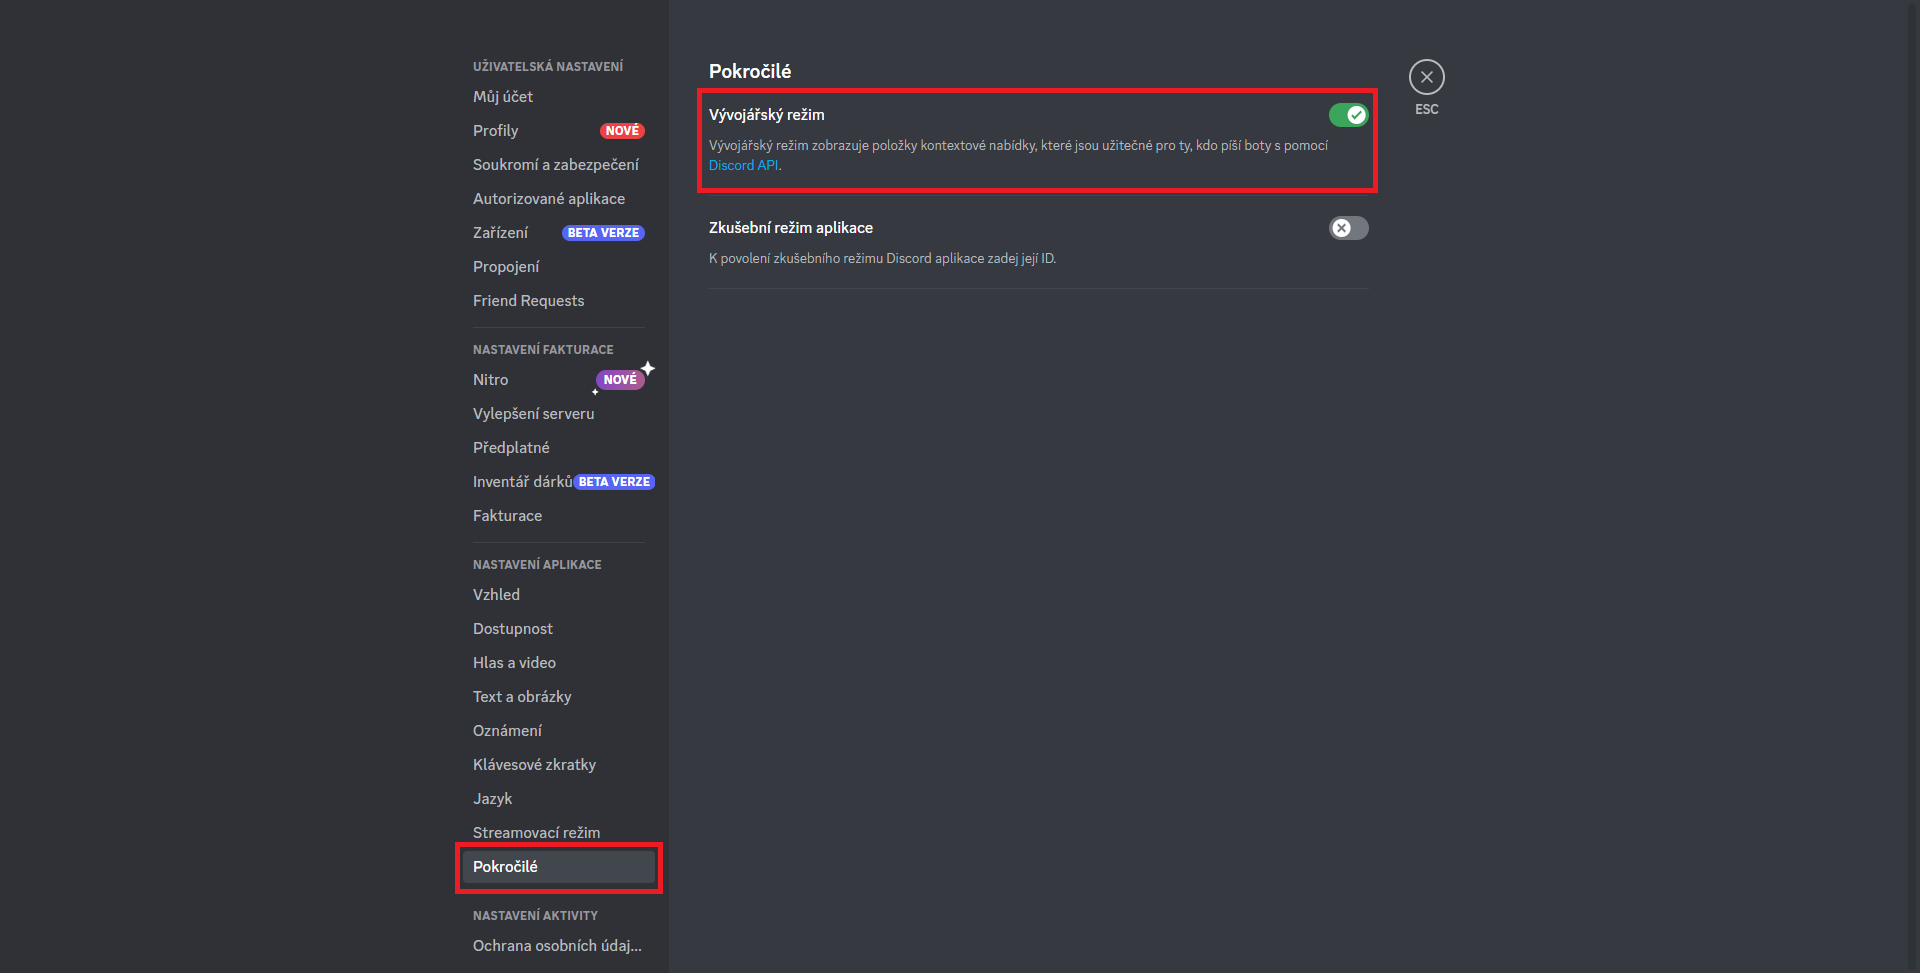 UŽIVATELSKÁ NASTAVENÍ
Můj účet
Profily NOVÉ
Soukromí a zabezpečení
Autorizované aplikace
Zařízení BETA VERZE
Propojení
Friend Requests
NASTAVENÍ FAKTURACE
Nitro NOVÉ
Vylepšení serveru
Předplatné
Inventář dárků BETA VERZE
Fakturace
NASTAVENÍ APLIKACE
Vzhled
Dostupnost
Hlas a video
Text a obrázky
Oznámení
Klávesové zkratky
Jazyk
Streamovací režim
Pokročilé
NASTAVENÍ AKTIVITY
Ochrana osobních údaj...
Pokročilé
Vývojářský režim
Vývojářský režim zobrazuje položky kontextové nabídky, které jsou užitečné pro ty, kdo píší boty s pomocí
Discord API.
Zkušební režim aplikace
K povolení zkušebního režimu Discord aplikace zadej její ID.
ESC